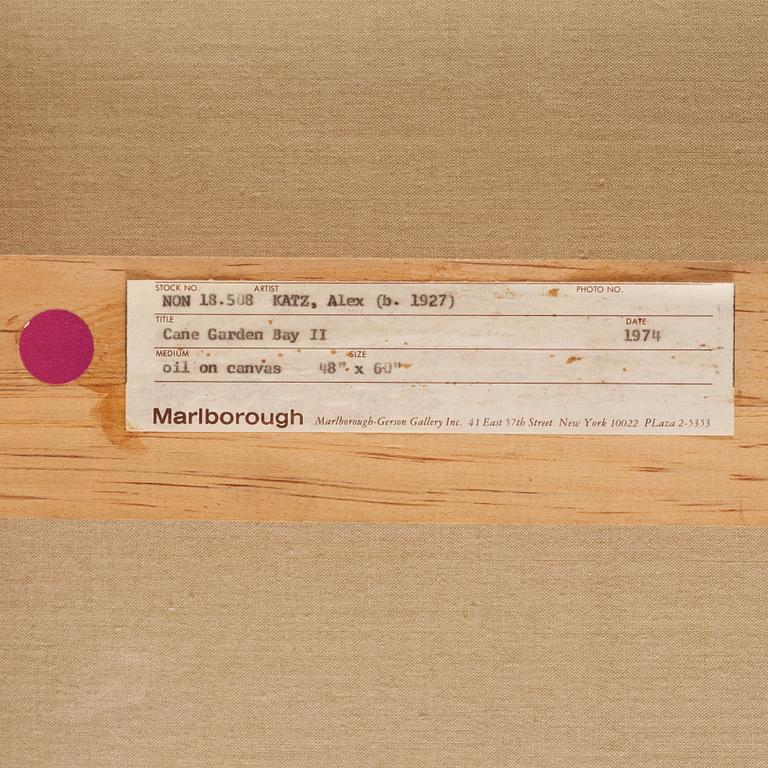 STOCK NO. ARTIST PHOTO NO.
NON 18.508 KATZ, Alex (b. 1927)
TITLE DATE
Cane Garden Bay II 1974
MEDIUM SIZE
oil on canvas 48" x 60"
Marlborough Marlborough-Gerson Gallery Inc. 41 East 57th Street New York 10022 PLaza 2-5353